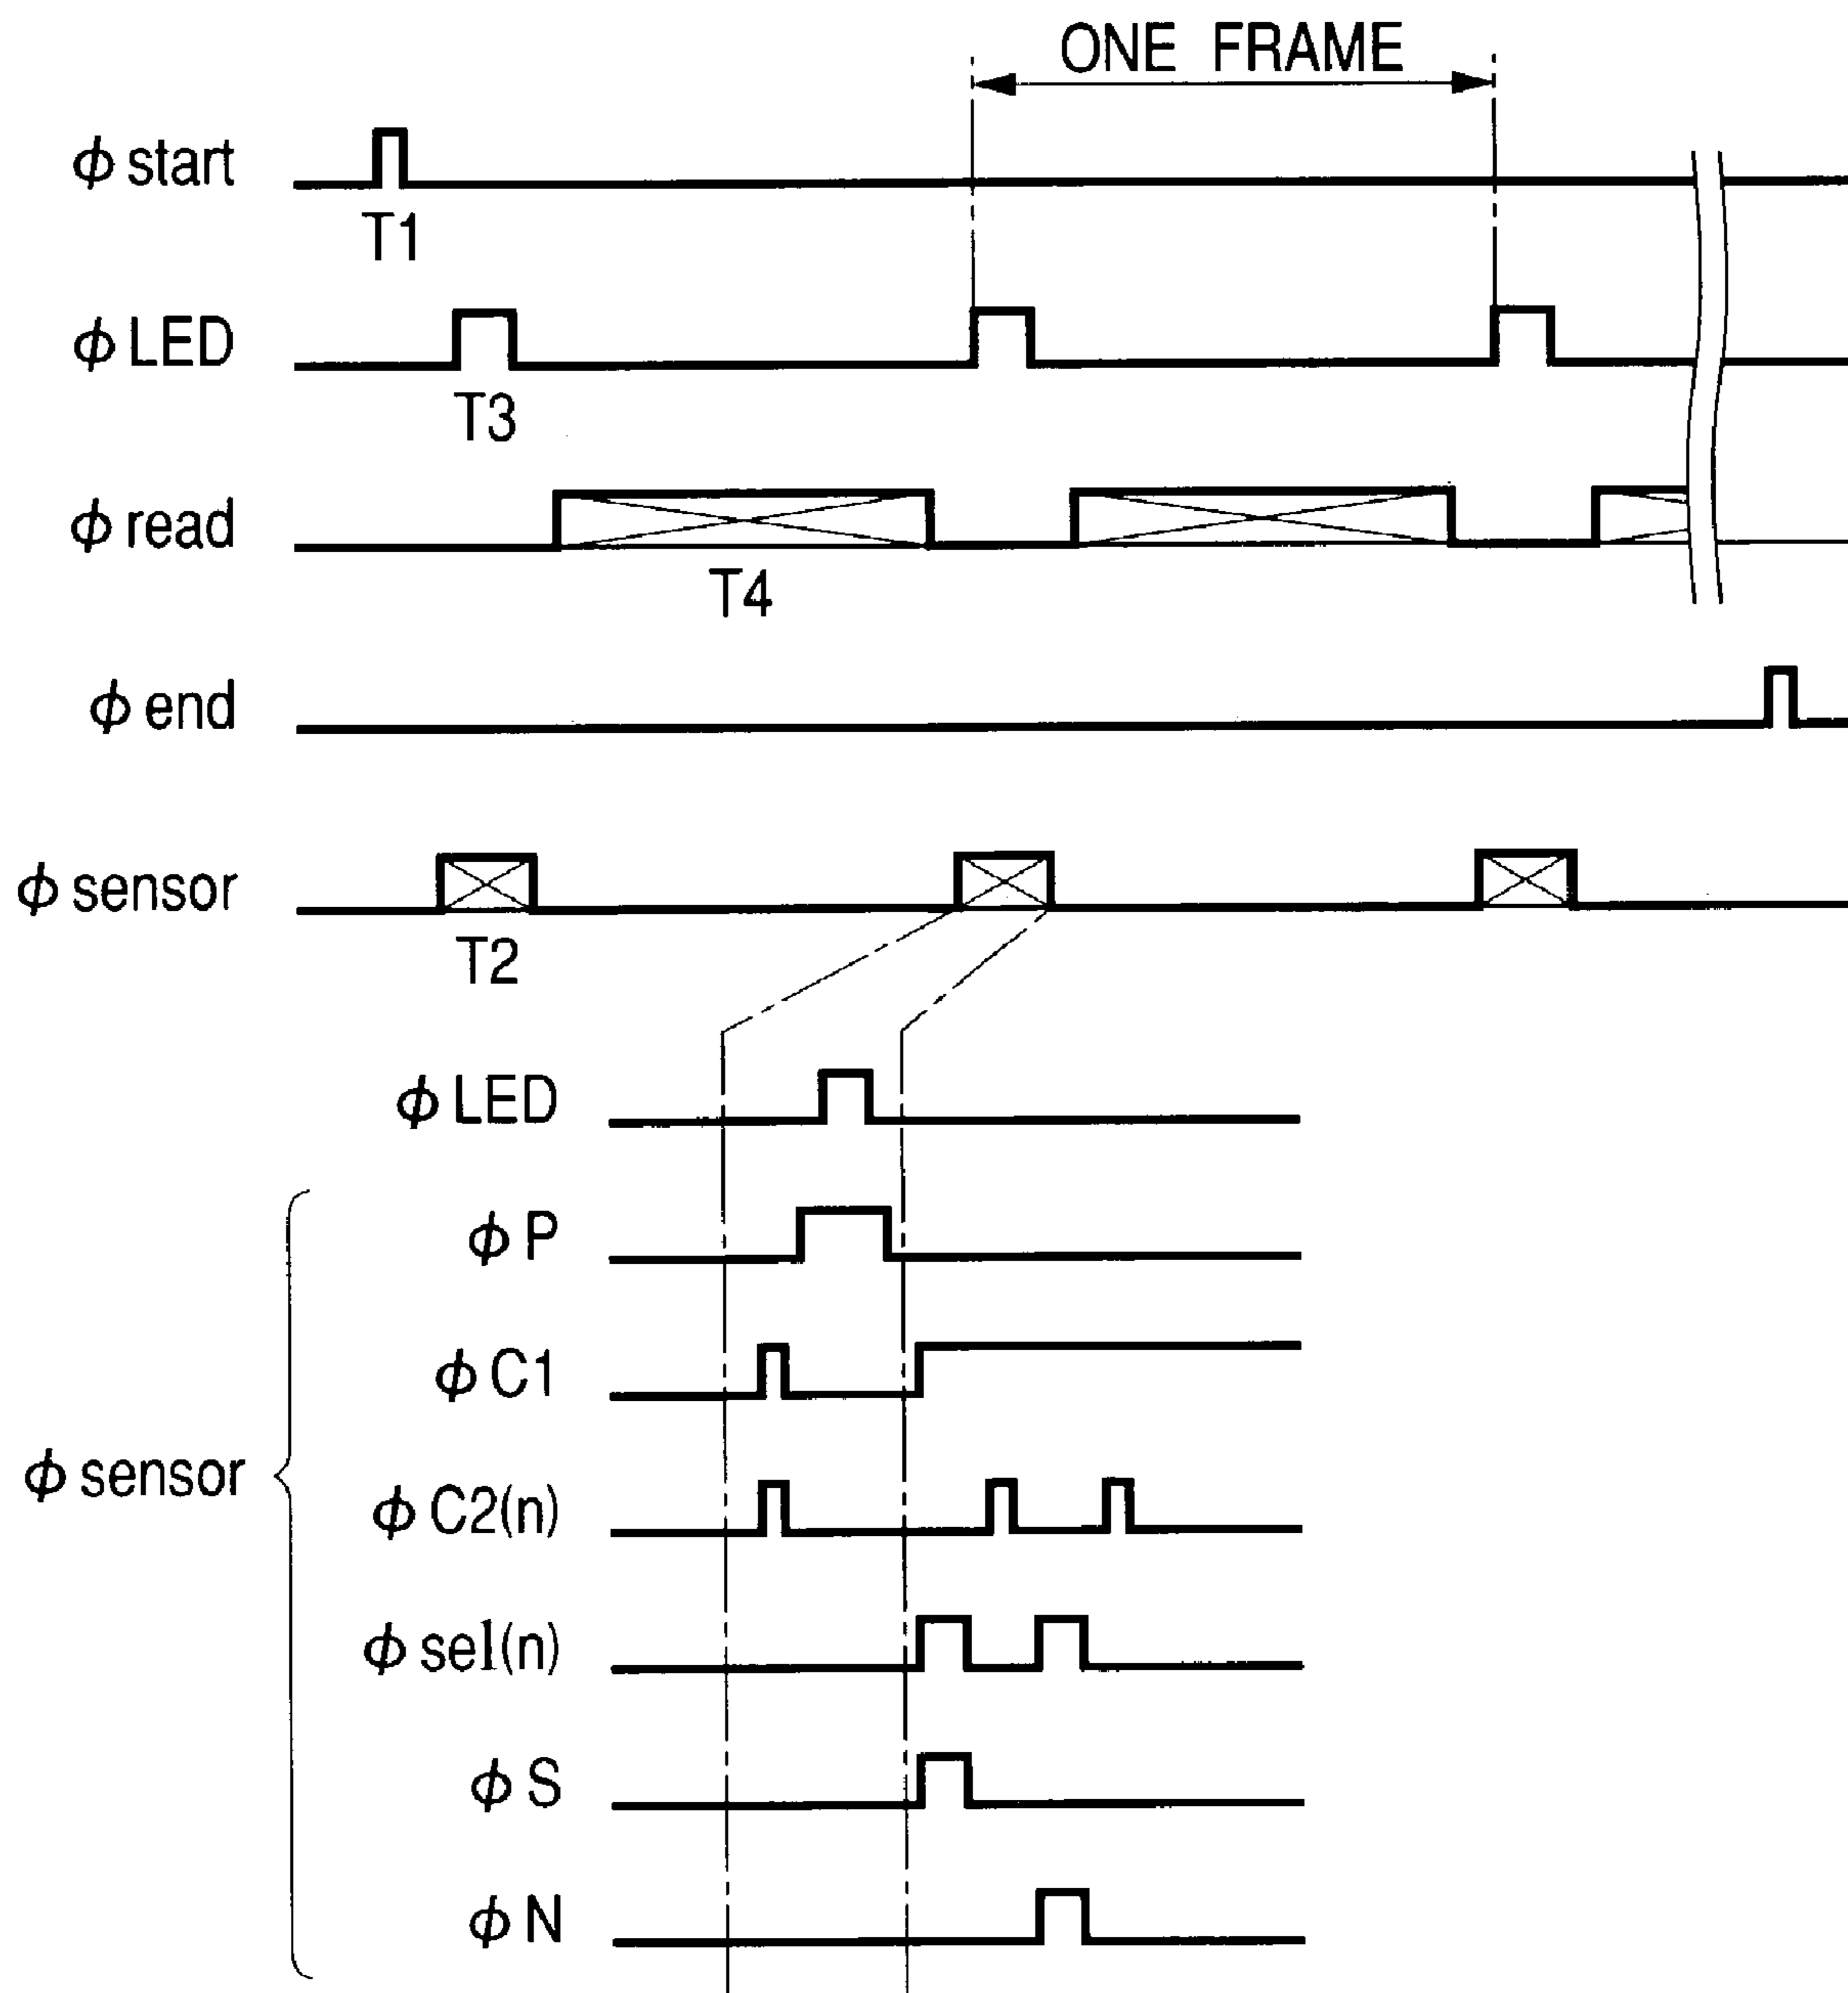 ONE FRAME
ϕ start
T1
ϕ LED
T3
ϕ read
T4
ϕ end
ϕ sensor
T2
ϕ LED
ϕ P
ϕ C1
ϕ sensor
ϕ C2(n)
ϕ sel(n)
ϕ S
ϕ N